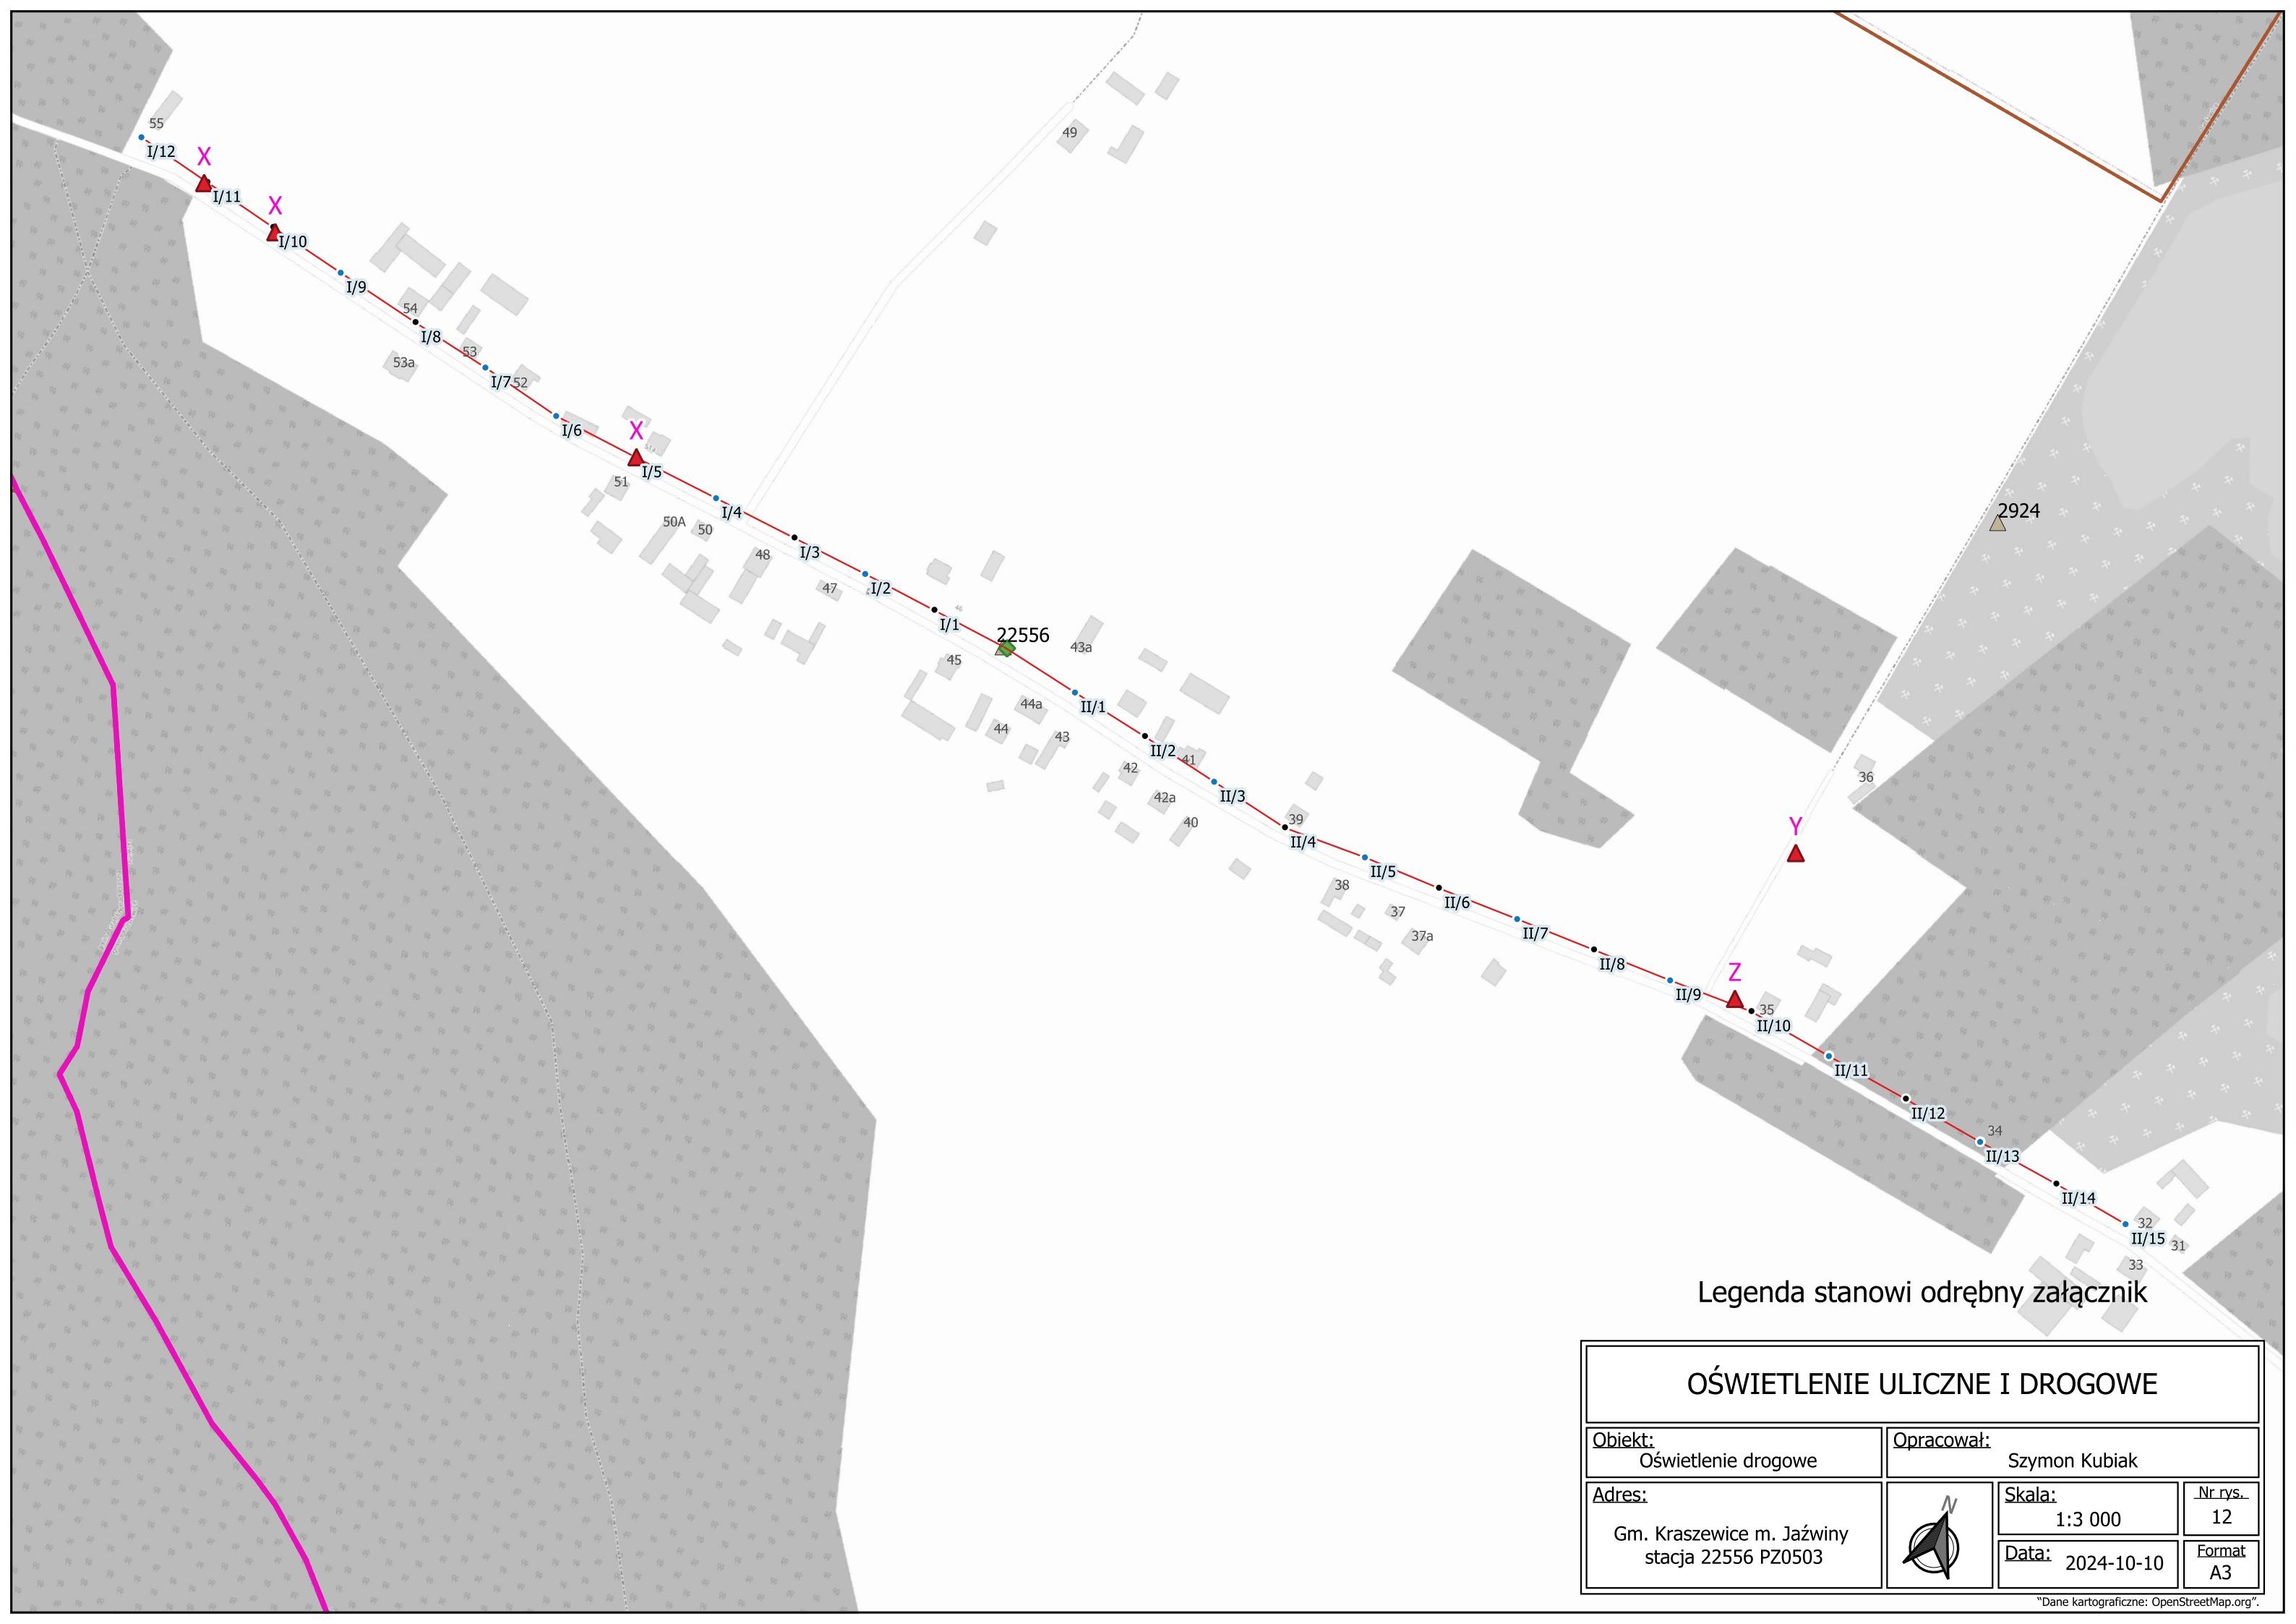 55
I/12
X
I/11
X
I/10
I/9
54
I/8
53a
53
I/7
52
I/6
X
I/5
51
I/4
50A
50
I/3
48
47
I/2
I/1
49
22556
45
43a
44a
44
43
II/1
II/2
41
42
42a
40
II/3
39
II/4
II/5
38
37
37a
II/6
II/7
II/8
II/9
2924
36
Y
Z
35
II/10
II/11
II/12
34
II/13
II/14
32
II/15
31
33
Legenda stanowi odrębny załącznik
OŚWIETLENIE ULICZNE I DROGOWE
Obiekt:
Oświetlenie drogowe
Opracował:
Szymon Kubiak
Adres:
Gm. Kraszewice m. Jaźwiny
stacja 22556 PZ0503
N
Skala:
1:3 000
Nr rys.
12
Data: 2024-10-10
Format
A3
"Dane kartograficzne: OpenStreetMap.org".